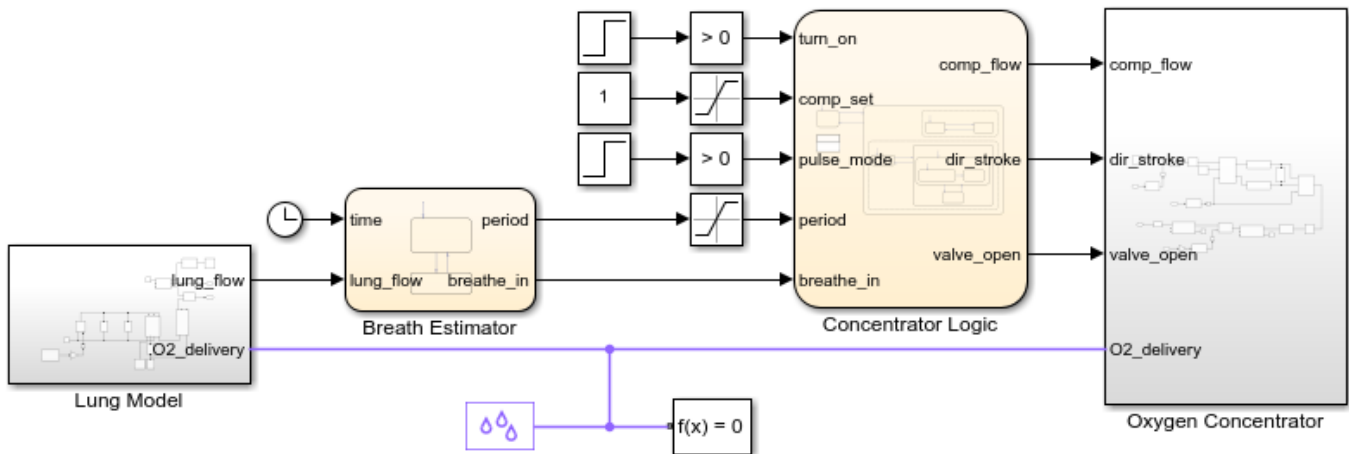 > 0
turn_on
comp_flow
comp_flow
1
comp_set
> 0
pulse_mode
dir_stroke
dir_stroke
time
period
period
valve_open
valve_open
lung_flow
lung_flow
breathe_in
breathe_in
Breath Estimator
Concentrator Logic
O2_delivery
O2_delivery
Lung Model
f(x) = 0
Oxygen Concentrator